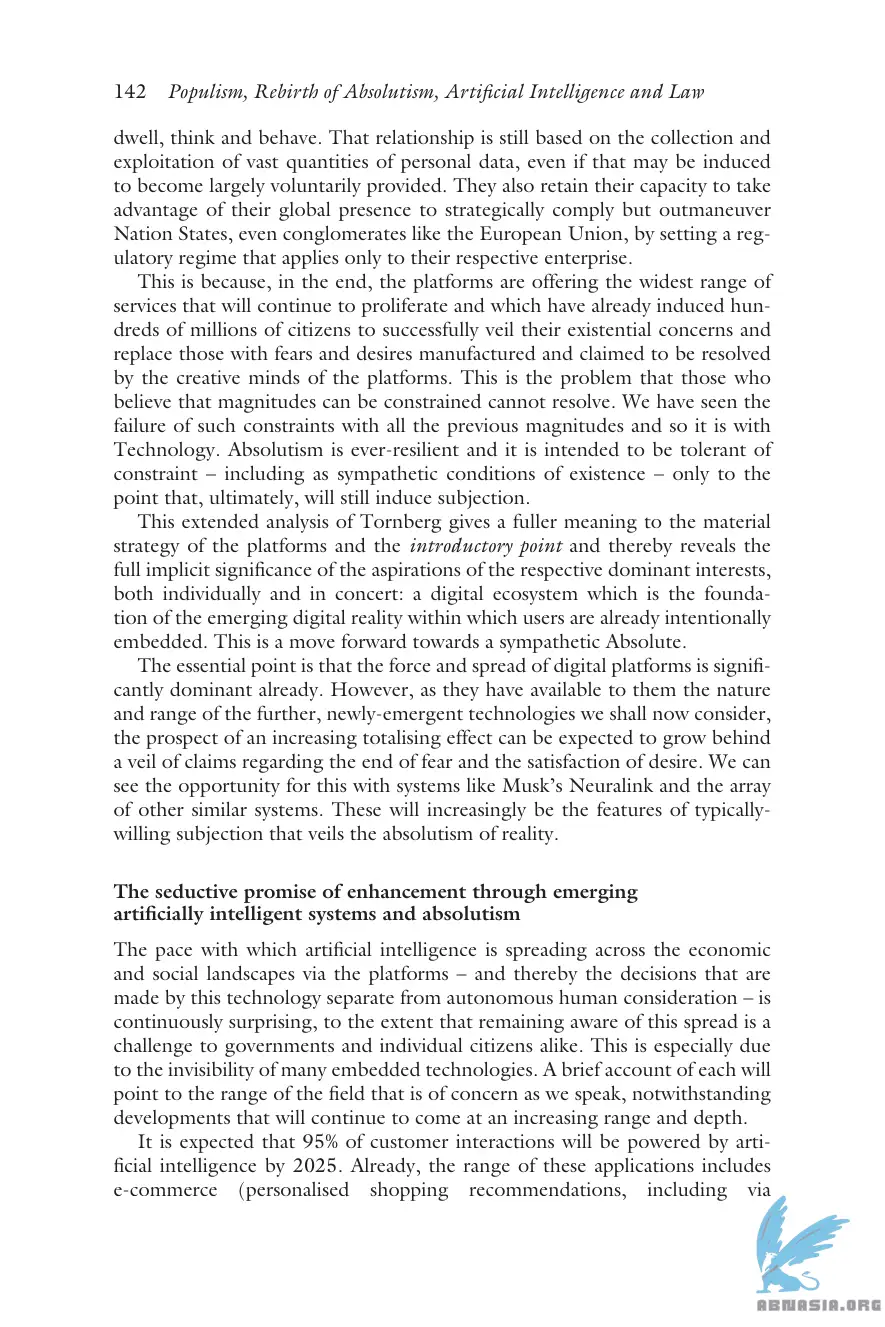 142 Populism, Rebirth of Absolutism, Artificial Intelligence and Law
dwell, think and behave. That relationship is still based on the collection and
exploitation of vast quantities of personal data, even if that may be induced
to become largely voluntarily provided. They also retain their capacity to take
advantage of their global presence to strategically comply but outmaneuver
Nation States, even conglomerates like the European Union, by setting a reg-
ulatory regime that applies only to their respective enterprise.
This is because, in the end, the platforms are offering the widest range of
services that will continue to proliferate and which have already induced hun-
dreds of millions of citizens to successfully veil their existential concerns and
replace those with fears and desires manufactured and claimed to be resolved
by the creative minds of the platforms. This is the problem that those who
believe that magnitudes can be constrained cannot resolve. We have seen the
failure of such constraints with all the previous magnitudes and so it is with
Technology. Absolutism is ever-resilient and it is intended to be tolerant of
constraint – including as sympathetic conditions of existence – only to the
point that, ultimately, will still induce subjection.
This extended analysis of Tornberg gives a fuller meaning to the material
strategy of the platforms and the introductory point and thereby reveals the
full implicit significance of the aspirations of the respective dominant interests,
both individually and in concert: a digital ecosystem which is the founda-
tion of the emerging digital reality within which users are already intentionally
embedded. This is a move forward towards a sympathetic Absolute.
The essential point is that the force and spread of digital platforms is signifi-
cantly dominant already. However, as they have available to them the nature
and range of the further, newly-emergent technologies we shall now consider,
the prospect of an increasing totalising effect can be expected to grow behind
a veil of claims regarding the end of fear and the satisfaction of desire. We can
see the opportunity for this with systems like Musk's Neuralink and the array
of other similar systems. These will increasingly be the features of typically-
willing subjection that veils the absolutism of reality.
The seductive promise of enhancement through emerging
artificially intelligent systems and absolutism
The pace with which artificial intelligence is spreading across the economic
and social landscapes via the platforms – and thereby the decisions that are
made by this technology separate from autonomous human consideration – is
continuously surprising, to the extent that remaining aware of this spread is a
challenge to governments and individual citizens alike. This is especially due
to the invisibility of many embedded technologies. A brief account of each will
point to the range of the field that is of concern as we speak, notwithstanding
developments that will continue to come at an increasing range and depth.
It is expected that 95% of customer interactions will be powered by arti-
ficial intelligence by 2025. Already, the range of these applications includes
e-commerce (personalised shopping recommendations, including via
ABNASIA.ORG